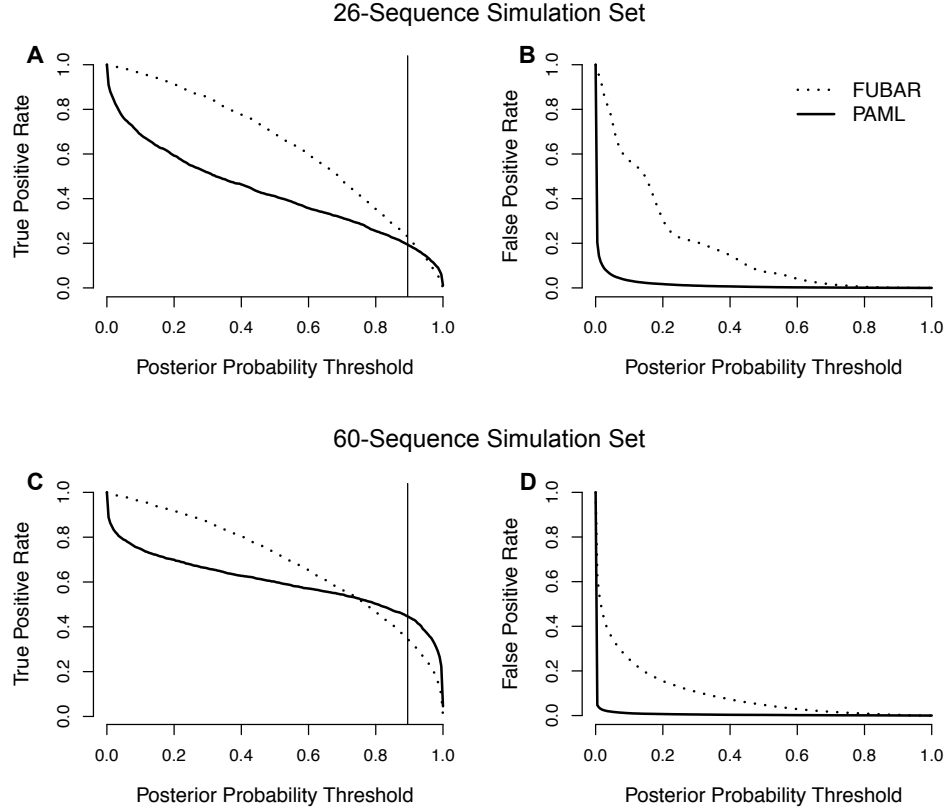 26-Sequence Simulation Set
A
True Positive Rate
0.0 0.2 0.4 0.6 0.8 1.0
0.0 0.2 0.4 0.6 0.8 1.0
Posterior Probability Threshold
B
False Positive Rate
0.0 0.2 0.4 0.6 0.8 1.0
FUBAR
PAML
0.0 0.2 0.4 0.6 0.8 1.0
Posterior Probability Threshold
60-Sequence Simulation Set
C
True Positive Rate
0.0 0.2 0.4 0.6 0.8 1.0
0.0 0.2 0.4 0.6 0.8 1.0
Posterior Probability Threshold
D
False Positive Rate
0.0 0.2 0.4 0.6 0.8 1.0
0.0 0.2 0.4 0.6 0.8 1.0
Posterior Probability Threshold